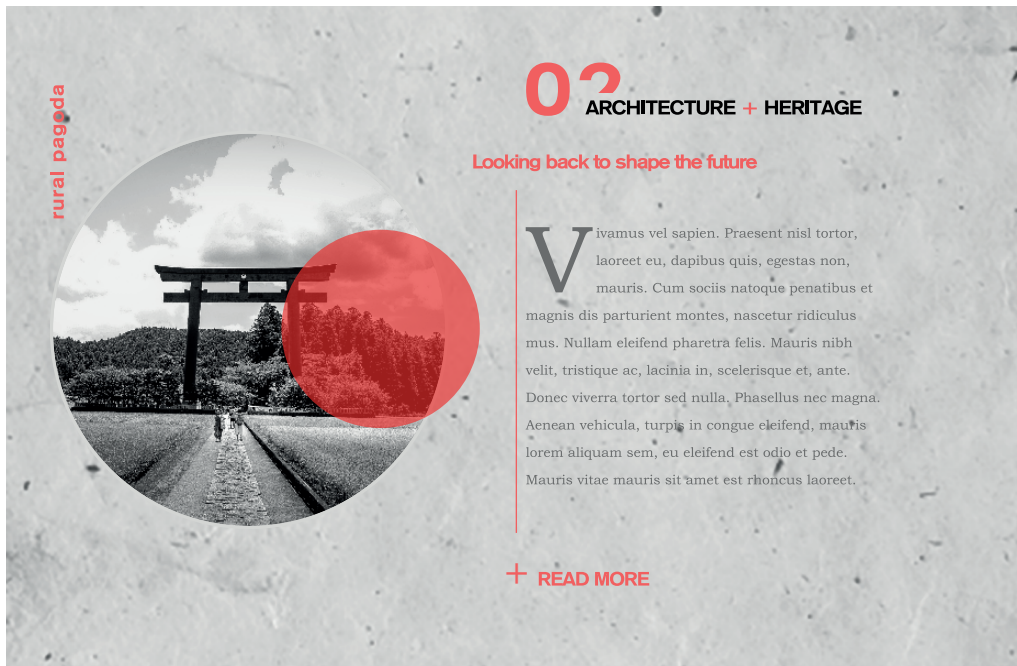 rural pagoda
02
ARCHITECTURE + HERITAGE
Looking back to shape the future
Vivamus vel sapien. Praesent nisl tortor,
laoreet eu, dapibus quis, egestas non,
mauris. Cum sociis natoque penatibus et
magnis dis parturient montes, nascetur ridiculus
mus. Nullam eleifend pharetra felis. Mauris nibh
velit, tristique ac, lacinia in, scelerisque et, ante.
Donec viverra tortor sed nulla. Phasellus nec magna.
Aenean vehicula, turpis in congue eleifend, mauris
lorem aliquam sem, eu eleifend est odio et pede.
Mauris vitae mauris sit amet est rhoncus laoreet.
+ READ MORE